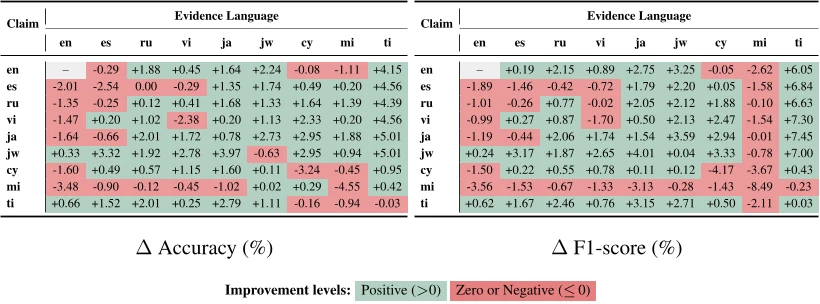 Claim Evidence Language Evidence Language
en es ru vi ja jw cy mi ti Claim en es ru vi ja jw cy mi ti
en – -0.29 +1.88 +0.45 +1.64 +2.24 -0.08 -1.11 +4.15 en – +0.19 +2.15 +0.89 +2.75 +3.25 -0.05 -2.62 +6.05
es -2.01 -2.54 0.00 -0.29 +1.35 +1.74 +0.49 +0.20 +4.56 es -1.89 -1.46 -0.42 -0.72 +1.79 +2.20 +0.05 -1.58 +6.84
ru -1.35 -0.25 +0.12 +0.41 +1.68 +1.33 +1.64 +1.39 +4.39 ru -1.01 -0.26 +0.77 -0.02 +2.05 +2.12 +1.88 -0.10 +6.63
vi -1.47 +0.20 +1.02 -2.38 +0.20 +1.13 +2.33 +0.20 +4.56 vi -0.99 +0.27 +0.87 -1.70 +0.50 +2.13 +2.47 -1.54 +7.30
ja -1.64 -0.66 +2.01 +1.72 +0.78 +2.73 +2.95 +1.88 +5.01 ja -1.19 -0.44 +2.06 +1.74 +1.54 +3.59 +2.94 -0.01 +7.45
jw +0.33 +3.32 +1.92 +2.78 +3.97 -0.63 +2.95 +0.94 +5.01 jw +0.24 +3.17 +1.87 +2.65 +4.01 +0.04 +3.33 -0.78 +7.00
cy -1.60 +0.49 +0.57 +1.15 +1.60 +0.11 -3.24 -0.45 +0.95 cy -1.50 +0.22 +0.55 +0.78 +0.11 +0.12 -4.17 -3.67 +0.43
mi -3.48 -0.90 -0.12 -0.45 -1.02 +0.02 +0.29 -4.55 +0.42 mi -3.56 -1.53 -0.67 -1.33 -3.13 -0.28 -1.43 -8.49 -0.23
ti +0.66 +1.52 +2.01 +0.25 +2.79 +1.11 -0.16 -0.94 -0.03 ti +0.62 +1.67 +2.46 +0.76 +3.15 +2.71 +0.50 -2.11 +0.03
Δ Accuracy (%) Δ F1-score (%)
Improvement levels: Positive (>0) Zero or Negative (≤ 0)